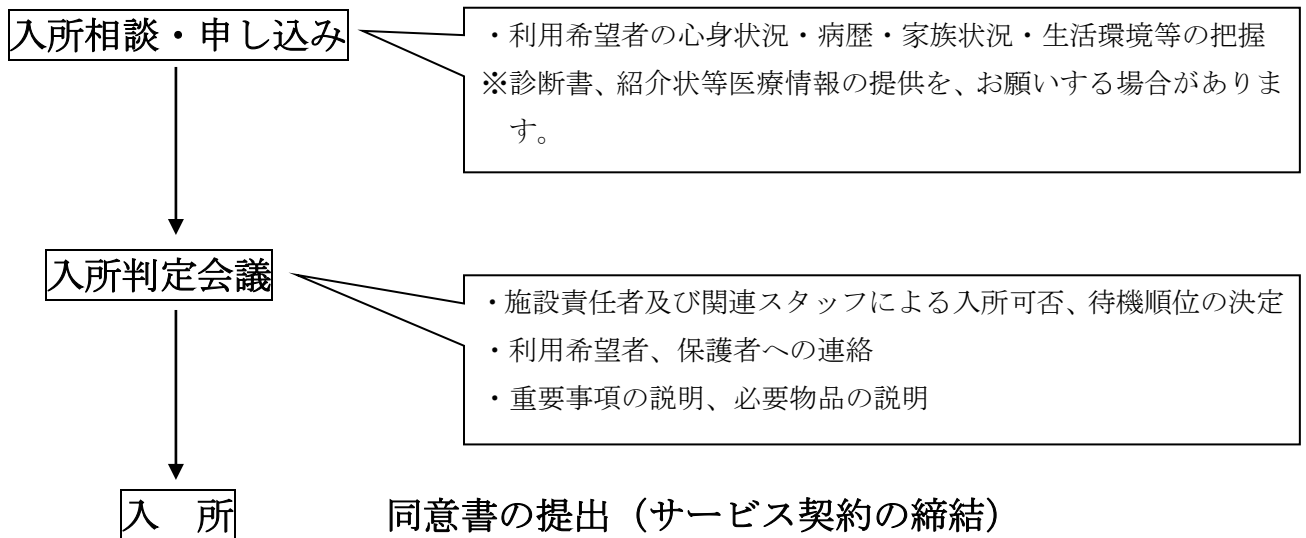 入所相談・申し込み
・利用希望者の心身状況・病歴・家族状況・生活環境等の把握
※診断書、紹介状等医療情報の提供を、お願いする場合がありま
す。
入所判定会議
・施設責任者及び関連スタッフによる入所可否、待機順位の決定
・利用希望者、保護者への連絡
・重要事項の説明、必要物品の説明
入　所
同意書の提出（サービス契約の締結）